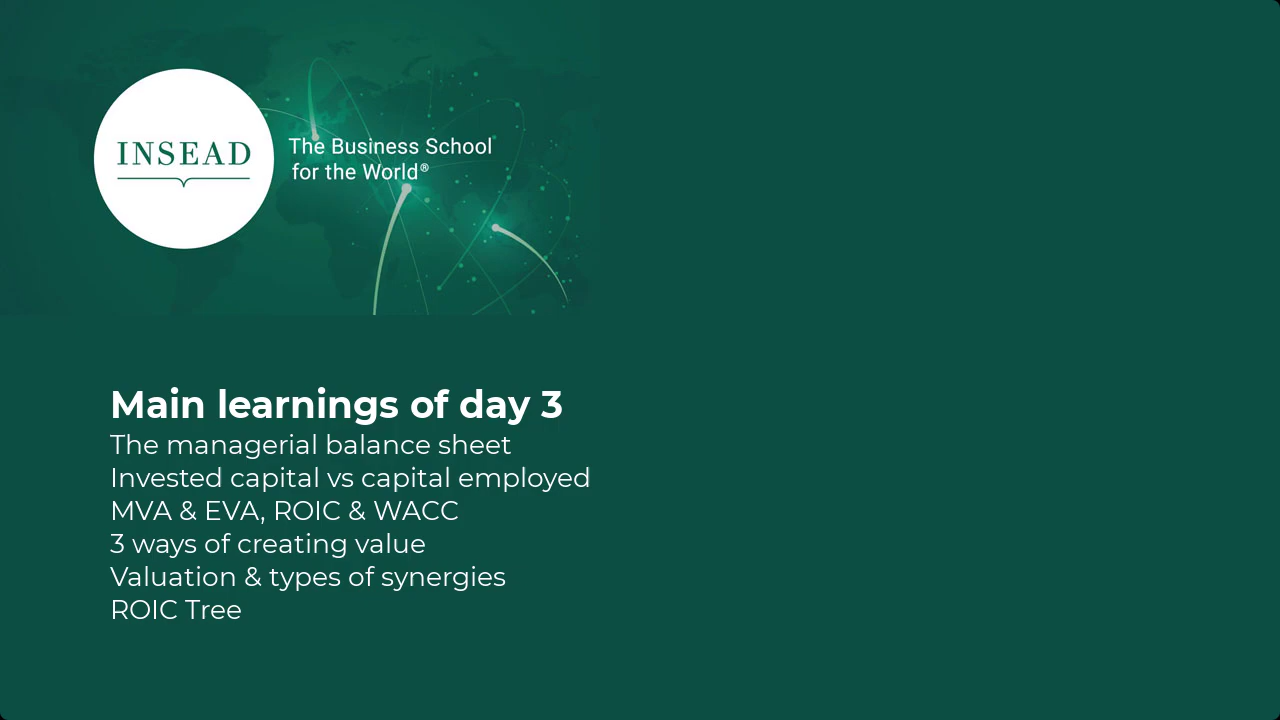 INSEAD
The Business School
for the World®
Main learnings of day 3
The managerial balance sheet
Invested capital vs capital employed
MVA & EVA, ROIC & WACC
3 ways of creating value
Valuation & types of synergies
ROIC Tree